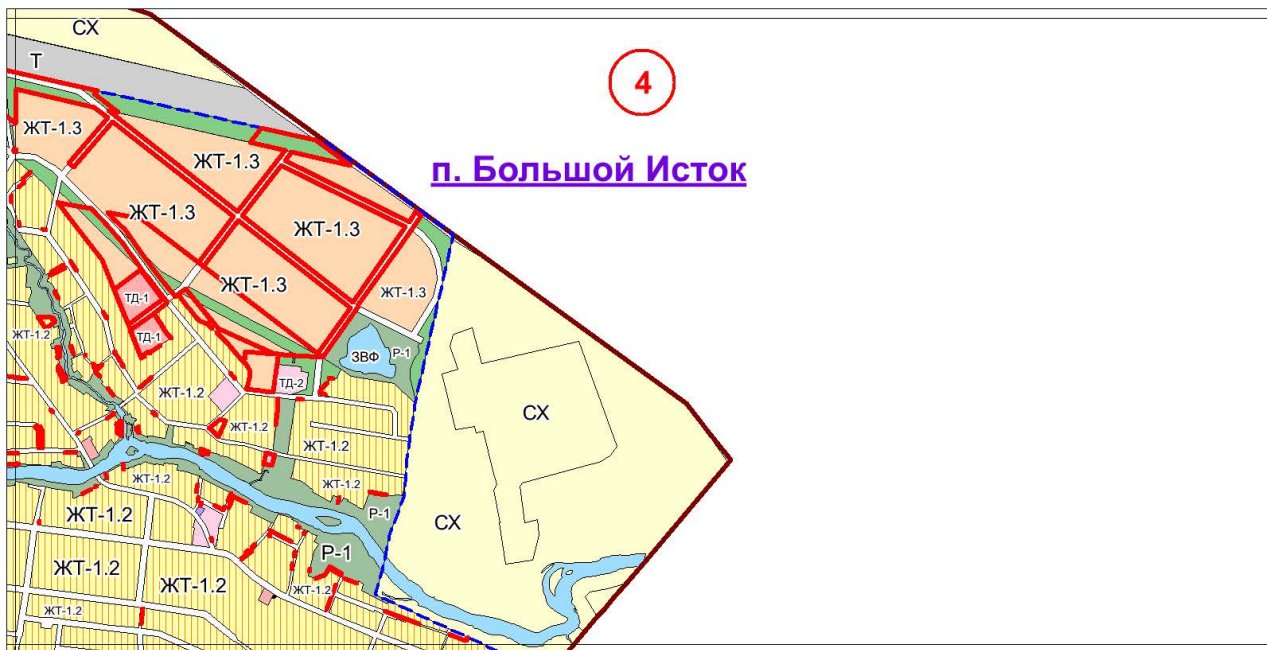 СХ
Т
4
ЖТ-1.3
ЖТ-1.3
п. Большой Исток
ЖТ-1.3
ЖТ-1.3
ЖТ-1.3
ЖТ-1.3
ТД-1
ТД-1
ЖТ-1.2
ЗВФ
Р-1
ТД-2
ЖТ-1.2
СХ
ЖТ-1.2
ЖТ-1.2
ЖТ-1.2
ЖТ-1.2
Р-1
ЖТ-1.2
СХ
Р-1
ЖТ-1.2
ЖТ-1.2
ЖТ-1.2
ЖТ-1.2